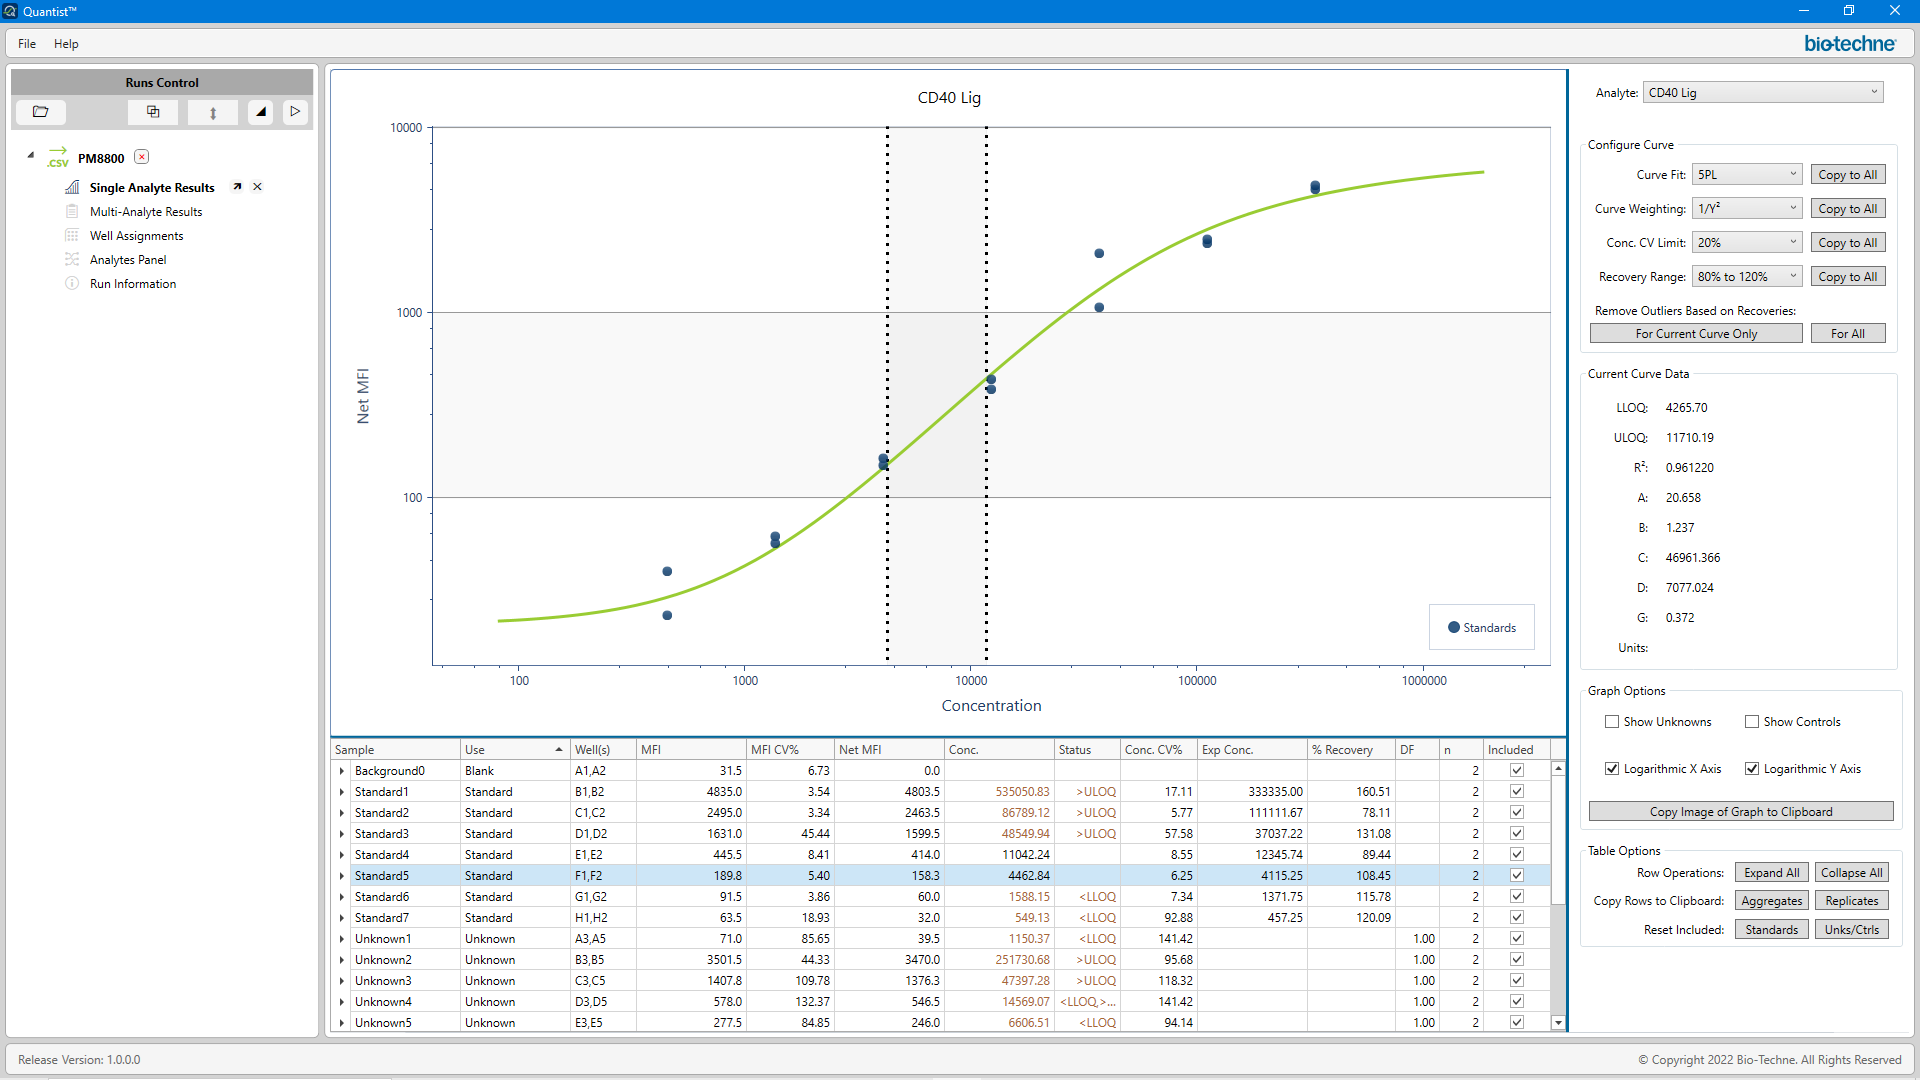 Quantist™
File Help
bio-techne
Runs Control
PM8800
.CSV
Single Analyte Results
Multi-Analyte Results
Well Assignments
Analytes Panel
Run Information
CD40 Lig
10000
1000
100
Net MFI
Standards
100 1000 10000 100000 1000000
Concentration
Sample Use Well(s) MFI MFI CV% Net MFI Conc. Status Conc. CV% Exp Conc. % Recovery DF n Included
Background0 Blank A1,A2 31.5 6.73 0.0 2
Standard1 Standard B1,B2 4835.0 3.54 4803.5 535050.83 >ULOQ 17.11 333335.00 160.51 2
Standard2 Standard C1,C2 2495.0 3.34 2463.5 86789.12 >ULOQ 5.77 111111.67 78.11 2
Standard3 Standard D1,D2 1631.0 45.44 1599.5 48549.94 >ULOQ 57.58 37037.22 131.08 2
Standard4 Standard E1,E2 445.5 8.41 414.0 11042.24 8.55 12345.74 89.44 2
Standard5 Standard F1,F2 189.8 5.40 158.3 4462.84 6.25 4115.25 108.45 2
Standard6 Standard G1,G2 91.5 3.86 60.0 1588.15 <LLOQ 7.34 1371.75 115.78 2
Standard7 Standard H1,H2 63.5 18.93 32.0 549.13 <LLOQ 92.88 457.25 120.09 2
Unknown1 Unknown A3,A5 71.0 85.65 39.5 1150.37 <LLOQ 141.42 1.00 2
Unknown2 Unknown B3,B5 3501.5 44.33 3470.0 251730.68 >ULOQ 95.68 1.00 2
Unknown3 Unknown C3,C5 1407.8 109.78 1376.3 47397.28 >ULOQ 118.32 1.00 2
Unknown4 Unknown D3,D5 578.0 132.37 546.5 14569.07 <LLOQ,>... 141.42 1.00 2
Unknown5 Unknown E3,E5 277.5 84.85 246.0 6606.51 <LLOQ 94.14 1.00 2
Analyte: CD40 Lig
Configure Curve
Curve Fit: 5PL Copy to All
Curve Weighting: 1/Y² Copy to All
Conc. CV Limit: 20% Copy to All
Recovery Range: 80% to 120% Copy to All
Remove Outliers Based on Recoveries:
For Current Curve Only For All
Current Curve Data
LLOQ: 4265.70
ULOQ: 11710.19
R²: 0.961220
A: 20.658
B: 1.237
C: 46961.366
D: 7077.024
G: 0.372
Units:
Graph Options
Show Unknowns Show Controls
Logarithmic X Axis Logarithmic Y Axis
Copy Image of Graph to Clipboard
Table Options
Row Operations: Expand All Collapse All
Copy Rows to Clipboard: Aggregates Replicates
Reset Included: Standards Unks/Ctrls
Release Version: 1.0.0.0
© Copyright 2022 Bio-Techne. All Rights Reserved